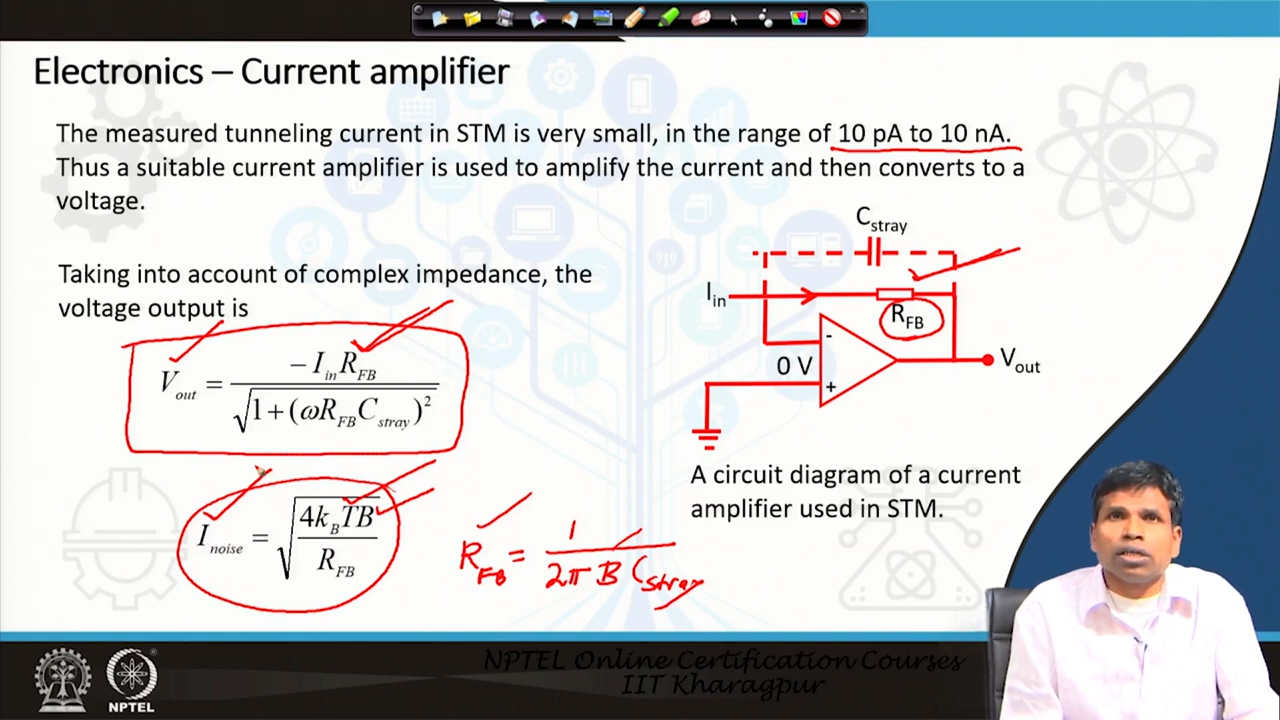 Electronics – Current amplifier
The measured tunneling current in STM is very small, in the range of 10 pA to 10 nA.
Thus a suitable current amplifier is used to amplify the current and then converts to a
voltage.
Taking into account of complex impedance, the
voltage output is
V_out = −I_in R_FB / √(1 + (ωR_FB C_stray)²)
I_noise = √(4k_B TB / R_FB)
R_FB = 1 / (2π B C_stray)
C_stray
I_in
R_FB
-
0 V
+
V_out
A circuit diagram of a current
amplifier used in STM.
NPTEL
NPTEL Online Certification Courses
IIT Kharagpur